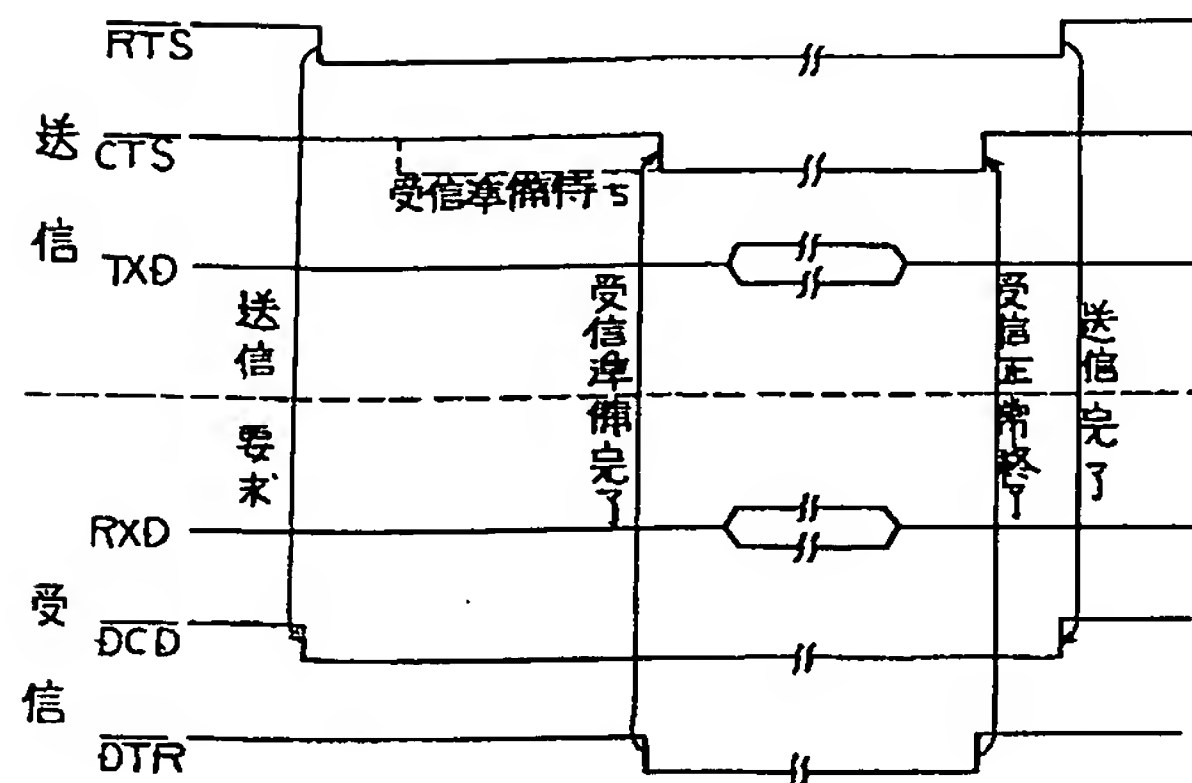 RTS
送信
CTS
受信準備待ち
TXD
送信要求
受信準備完了
受信正常終了
送信完了
RXD
受信
DCD
DTR